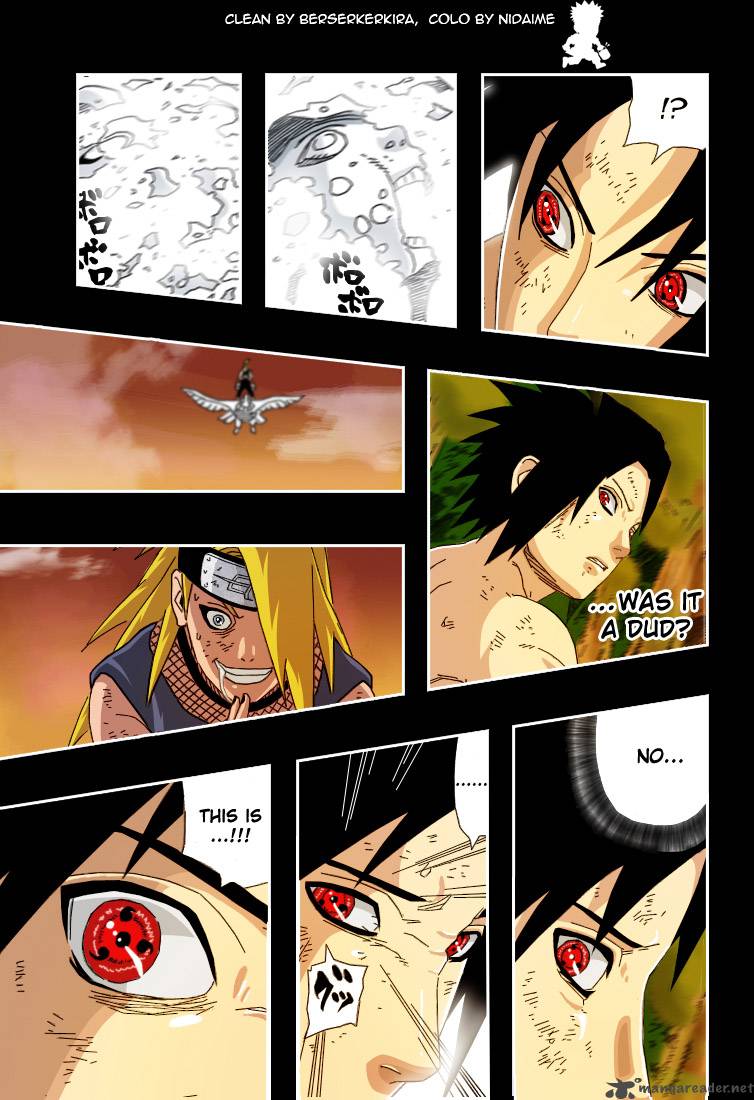 CLEAN BY BERSERKERKIRA, COLO BY NIDAIME
!?
ボロ
ボロ
ボロ
ボロ
...WAS IT
A DUD?
NO...
........
グッ
THIS IS
...!!!
mangareader.net